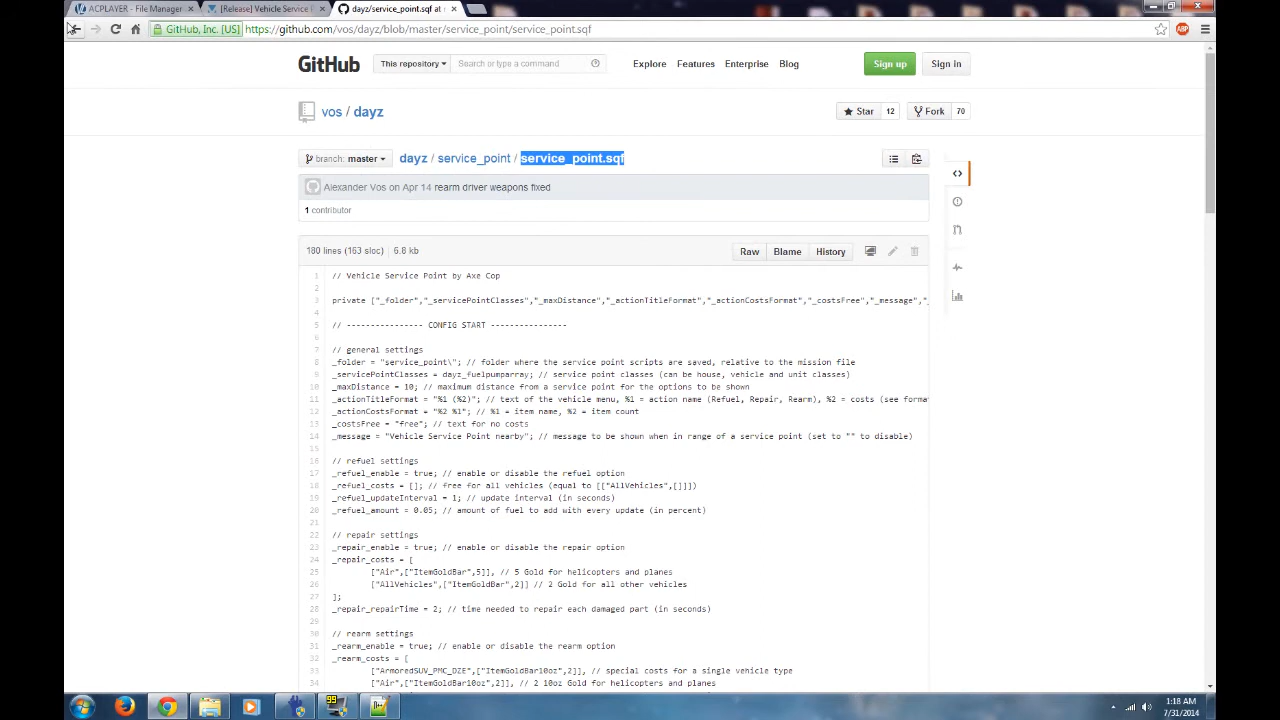 ACPLAYER - File Manager
[Release] Vehicle Service
dayz/service_point.sqf at
GitHub, Inc. [US]
https://github.com/vos/dayz/blob/master/service_point/service_point.sqf
ABP
GitHub
This repository
Search or type a command
Explore
Features
Enterprise
Blog
Sign up
Sign in
vos / dayz
Star 12
Fork 70
branch: master
dayz / service_point / service_point.sqf
Alexander Vos on Apr 14 rearm driver weapons fixed
1 contributor
180 lines (163 sloc) 6.8 kb
Raw
Blame
History
1 // Vehicle Service Point by Axe Cop
2
3 private ["_folder","_servicePointClasses","_maxDistance","_actionTitleFormat","_actionCostsFormat","_costsFree","_message","_
4
5 // --------------- CONFIG START ----------------
6
7 // general settings
8 _folder = "service_point\"; // folder where the service point scripts are saved, relative to the mission file
9 _servicePointClasses = dayz_fuelpumparray; // service point classes (can be house, vehicle and unit classes)
10 _maxDistance = 10; // maximum distance from a service point for the options to be shown
11 _actionTitleFormat = "%1 (%2)"; // text of the vehicle menu, %1 = action name (Refuel, Repair, Rearm), %2 = costs (see format
12 _actionCostsFormat = "%2 %1"; // %1 = item name, %2 = item count
13 _costsFree = "free"; // text for no costs
14 _message = "Vehicle Service Point nearby"; // message to be shown when in range of a service point (set to "" to disable)
15
16 // refuel settings
17 _refuel_enable = true; // enable or disable the refuel option
18 _refuel_costs = []; // free for all vehicles (equal to [["AllVehicles",[]]])
19 _refuel_updateInterval = 1; // update interval (in seconds)
20 _refuel_amount = 0.05; // amount of fuel to add with every update (in percent)
21
22 // repair settings
23 _repair_enable = true; // enable or disable the repair option
24 _repair_costs = [
25 ["Air",["ItemGoldBar",5]], // 5 Gold for helicopters and planes
26 ["AllVehicles",["ItemGoldBar",2]] // 2 Gold for all other vehicles
27 ];
28 _repair_repairTime = 2; // time needed to repair each damaged part (in seconds)
29
30 // rearm settings
31 _rearm_enable = true; // enable or disable the rearm option
32 _rearm_costs = [
33 ["ArmoredSUV_PMC_DZE",["ItemGoldBar10oz",2]], // special costs for a single vehicle type
34 ["Air",["ItemGoldBar10oz",2]], // 2 10oz Gold for helicopters and planes
99
1:18 AM
7/31/2014